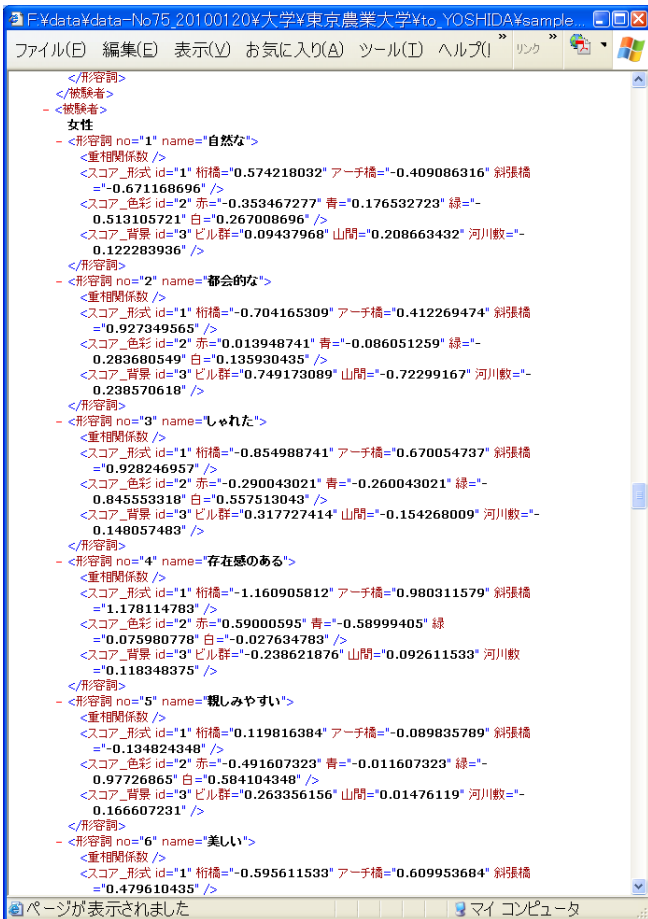 F:¥data¥data-No75_20100120¥大学¥東京農業大学¥to_YOSHIDA¥sample...
ファイル(F) 編集(E) 表示(V) お気に入り(A) ツール(T) ヘルプ( リンク »
</形容詞>
</被験者>
- <被験者>
女性
- <形容詞 no="1" name="自然な">
<重相関係数 />
<スコア_形式 id="1" 桁橋="0.574218032" アーチ橋="-0.409086316" 斜張橋
="-0.671168696" />
<スコア_色彩 id="2" 赤="-0.353467277" 青="0.176532723" 緑="-
0.513105721" 白="0.267008696" />
<スコア_背景 id="3" ビル群="0.09437968" 山間="0.208663432" 河川敷="-
0.122283936" />
</形容詞>
- <形容詞 no="2" name="都会的な">
<重相関係数 />
<スコア_形式 id="1" 桁橋="-0.704165309" アーチ橋="0.412269474" 斜張橋
="0.927349565" />
<スコア_色彩 id="2" 赤="0.013948741" 青="-0.086051259" 緑="-
0.283680549" 白="0.135930435" />
<スコア_背景 id="3" ビル群="0.749173089" 山間="-0.72299167" 河川敷="-
0.238570618" />
</形容詞>
- <形容詞 no="3" name="しゃれた">
<重相関係数 />
<スコア_形式 id="1" 桁橋="-0.854988741" アーチ橋="0.670054737" 斜張橋
="0.928246957" />
<スコア_色彩 id="2" 赤="-0.290043021" 青="-0.260043021" 緑="-
0.845553318" 白="0.557513043" />
<スコア_背景 id="3" ビル群="0.317727414" 山間="-0.154268009" 河川敷="-
0.148057483" />
</形容詞>
- <形容詞 no="4" name="存在感のある">
<重相関係数 />
<スコア_形式 id="1" 桁橋="-1.160905812" アーチ橋="0.980311579" 斜張橋
="1.178114783" />
<スコア_色彩 id="2" 赤="0.59000595" 青="-0.58999405" 緑
="0.075980778" 白="-0.027634783" />
<スコア_背景 id="3" ビル群="-0.238621876" 山間="0.092611533" 河川敷
="0.118348375" />
</形容詞>
- <形容詞 no="5" name="親しみやすい">
<重相関係数 />
<スコア_形式 id="1" 桁橋="0.119816384" アーチ橋="-0.089835789" 斜張橋
="-0.134824348" />
<スコア_色彩 id="2" 赤="-0.491607323" 青="-0.011607323" 緑="-
0.97726865" 白="0.584104348" />
<スコア_背景 id="3" ビル群="0.263356156" 山間="0.01476119" 河川敷="-
0.166607231" />
</形容詞>
- <形容詞 no="6" name="美しい">
<重相関係数 />
<スコア_形式 id="1" 桁橋="-0.595611533" アーチ橋="0.609953684" 斜張橋
="0.479610435" />
ページが表示されました マイ コンピュータ